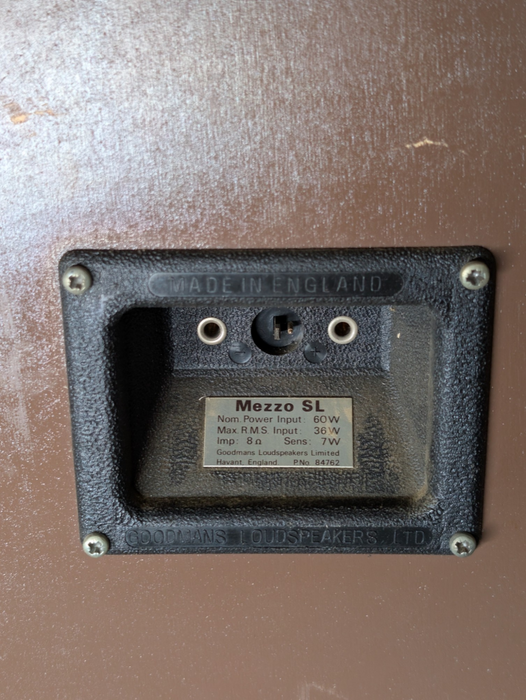 MADE IN ENGLAND
Mezzo SL
Nom. Power Input: 60W
Max. R.M.S. Input: 36W
Imp: 8Ω Sens: 7W
Goodmans Loudspeakers Limited
Havant, England P.No. 84762
GOODMANS LOUDSPEAKERS LTD